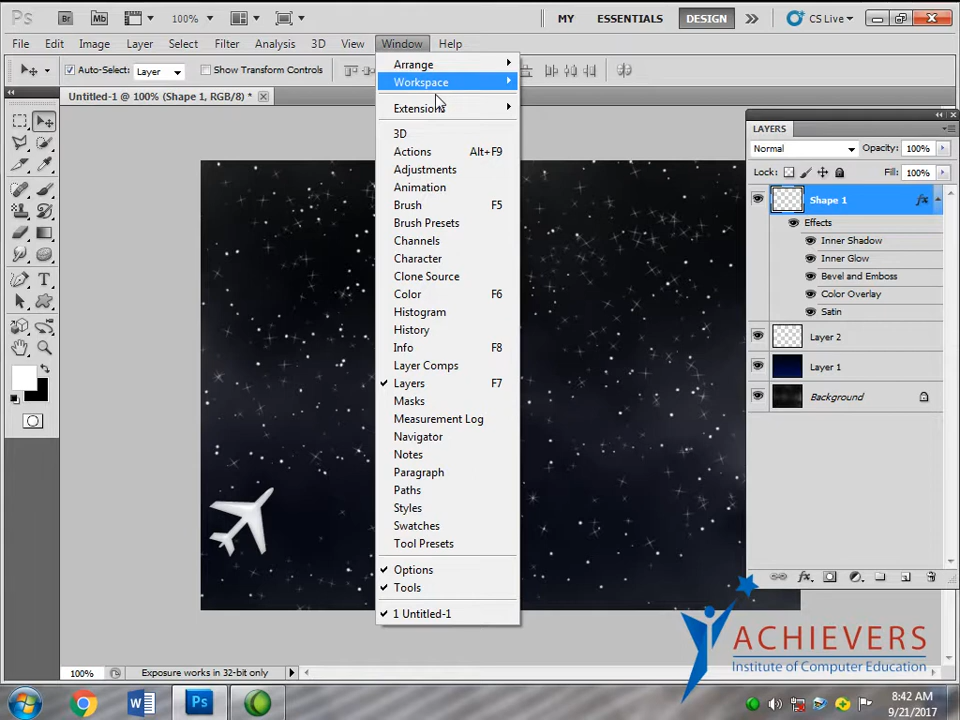 Ps Br Mb 100% MY ESSENTIALS DESIGN CS Live
File Edit Image Layer Select Filter Analysis 3D View Window Help
Auto-Select: Layer Show Transform Controls
Untitled-1 @ 100% (Shape 1, RGB/8) *
Arrange
Workspace
Extensions
3D
Actions Alt+F9
Adjustments
Animation
Brush F5
Brush Presets
Channels
Character
Clone Source
Color F6
Histogram
History
Info F8
Layer Comps
Layers F7
Masks
Measurement Log
Navigator
Notes
Paragraph
Paths
Styles
Swatches
Tool Presets
Options
Tools
1 Untitled-1
LAYERS
Normal Opacity: 100%
Lock: Fill: 100%
Shape 1 fx
Effects
Inner Shadow
Inner Glow
Bevel and Emboss
Color Overlay
Satin
Layer 2
Layer 1
Background
fx
T
100% Exposure works in 32-bit only
ACHIEVERS
Institute of Computer Education
W Ps
8:42 AM
9/21/2017